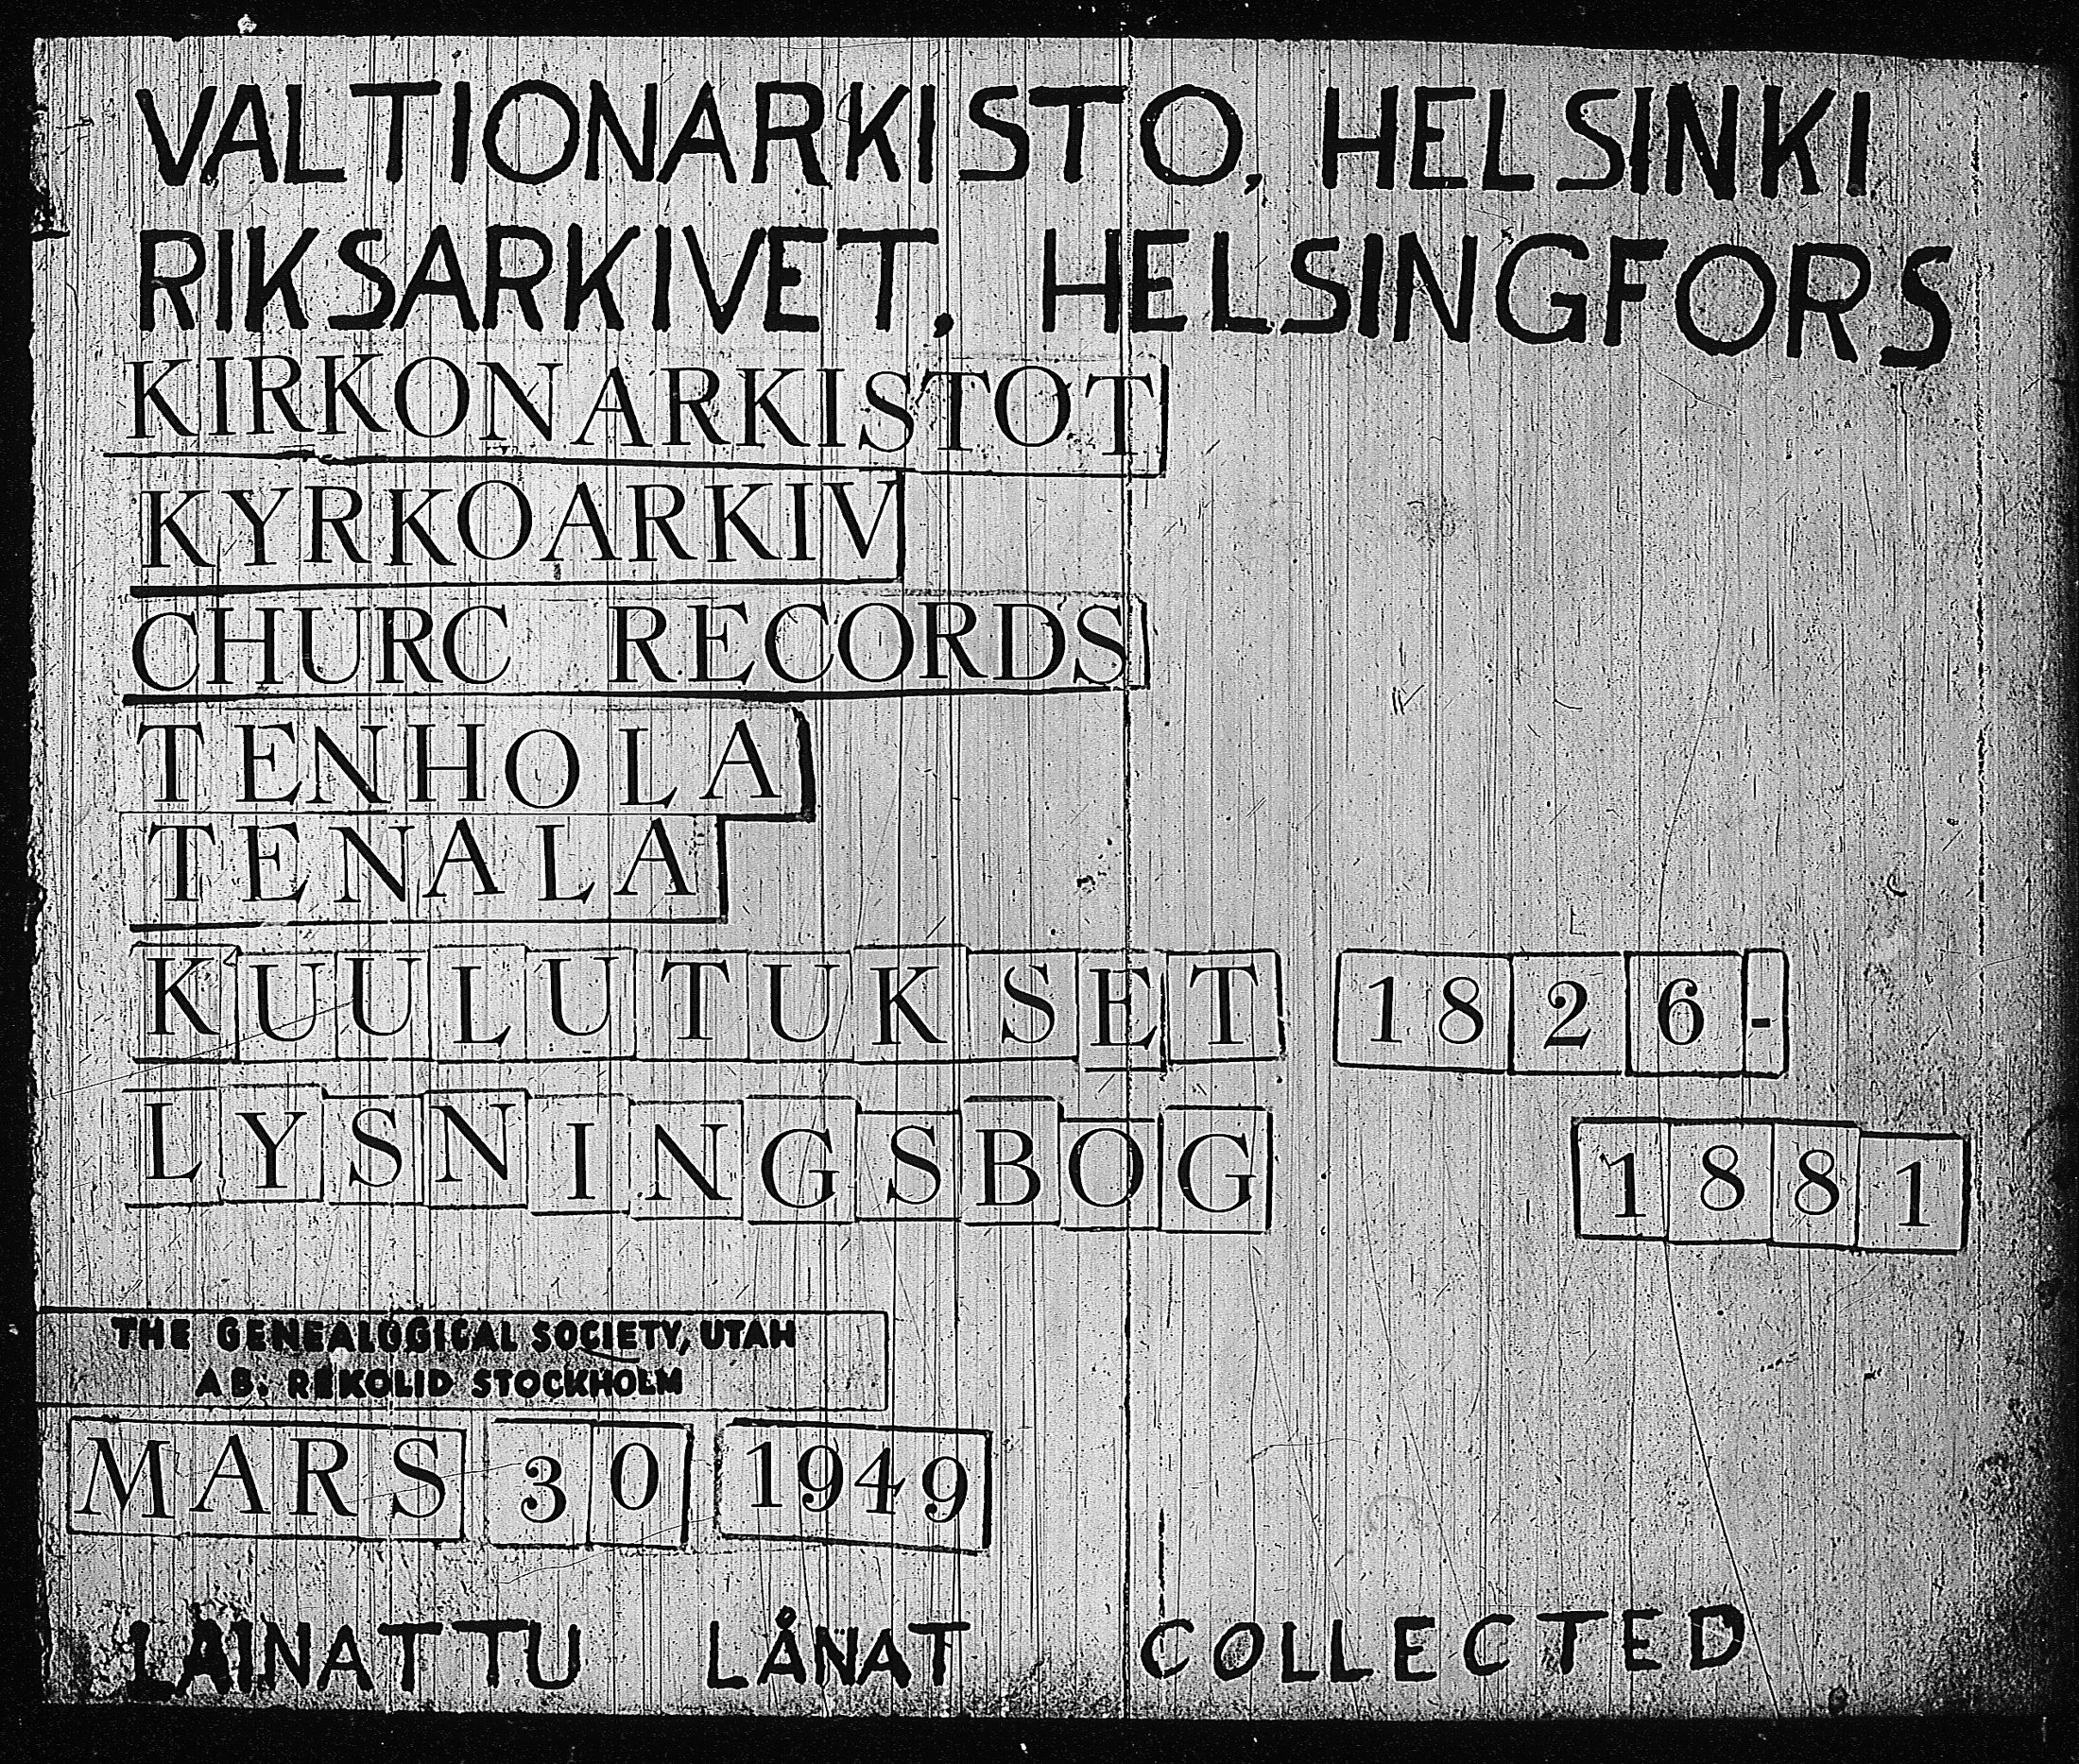 VALTIONARKISTO, HELSINKI
RIKSARKIVET, HELSINGFORS
KIRKONARKISTOT
KYRKOARKIV
CHURC RECORDS
TENHOLA
TENALA
KUULUTUKSET 1826-
LYSNINGSBOG 1881
THE GENEALOGICAL SOCIETY, UTAH
AB. REKOLID STOCKHOLM
MARS 30 1949
LAINATTU LÅNAT COLLECTED